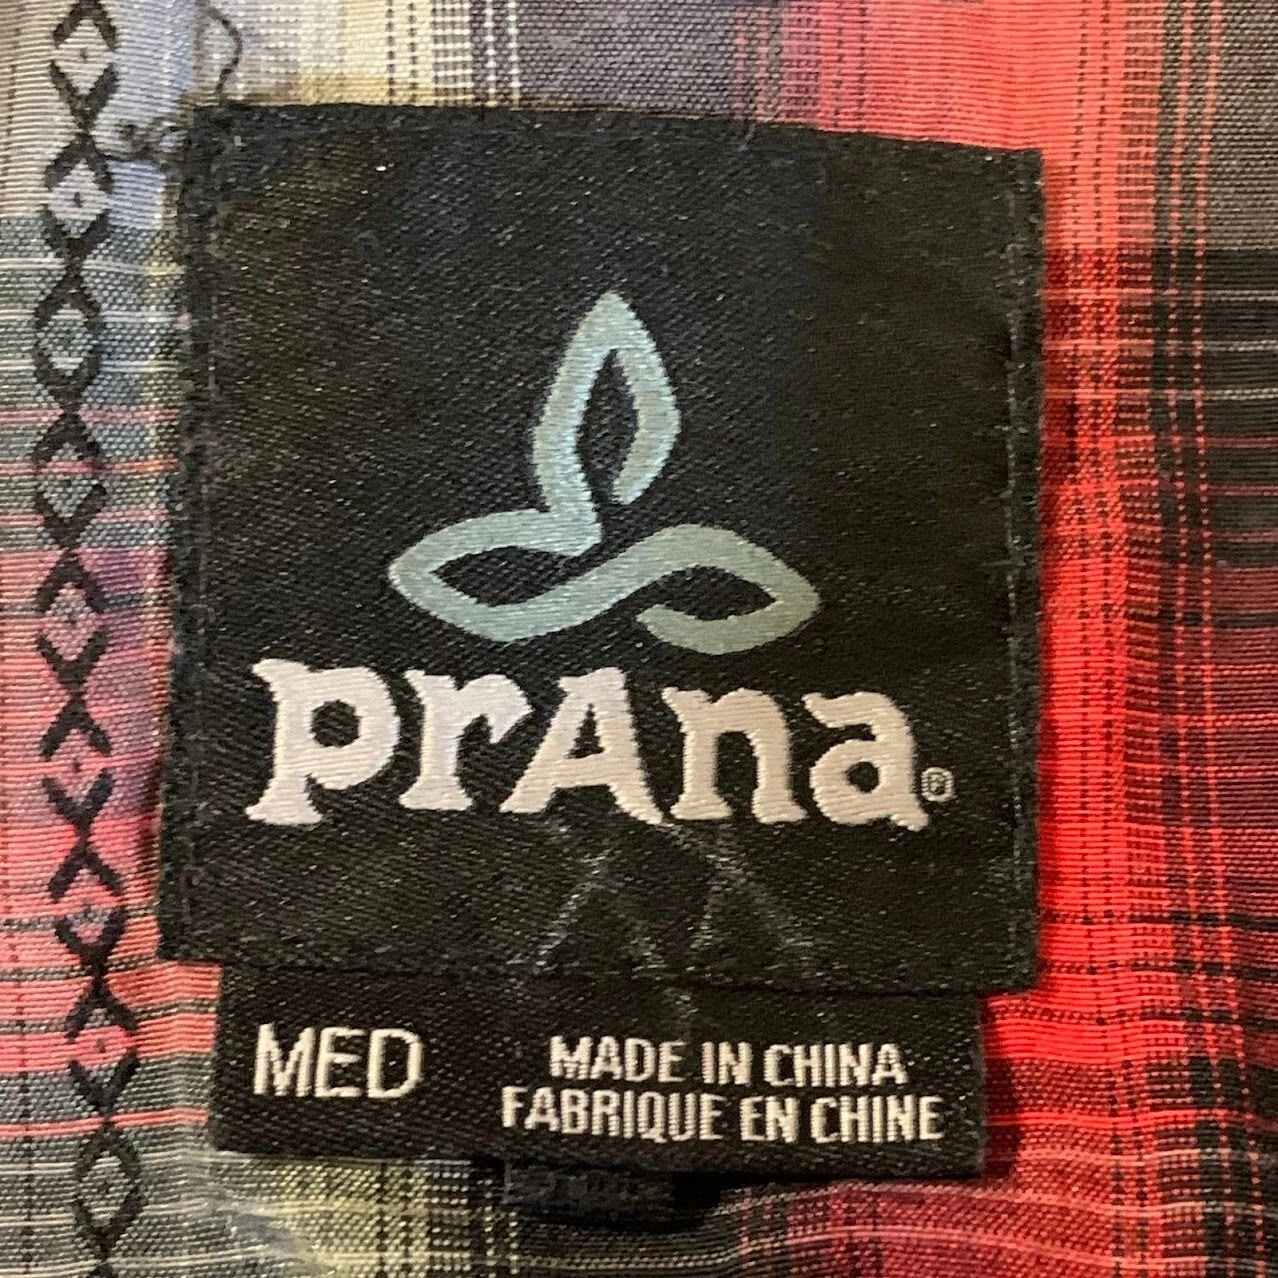 prAna®
MED
MADE IN CHINA
FABRIQUE EN CHINE